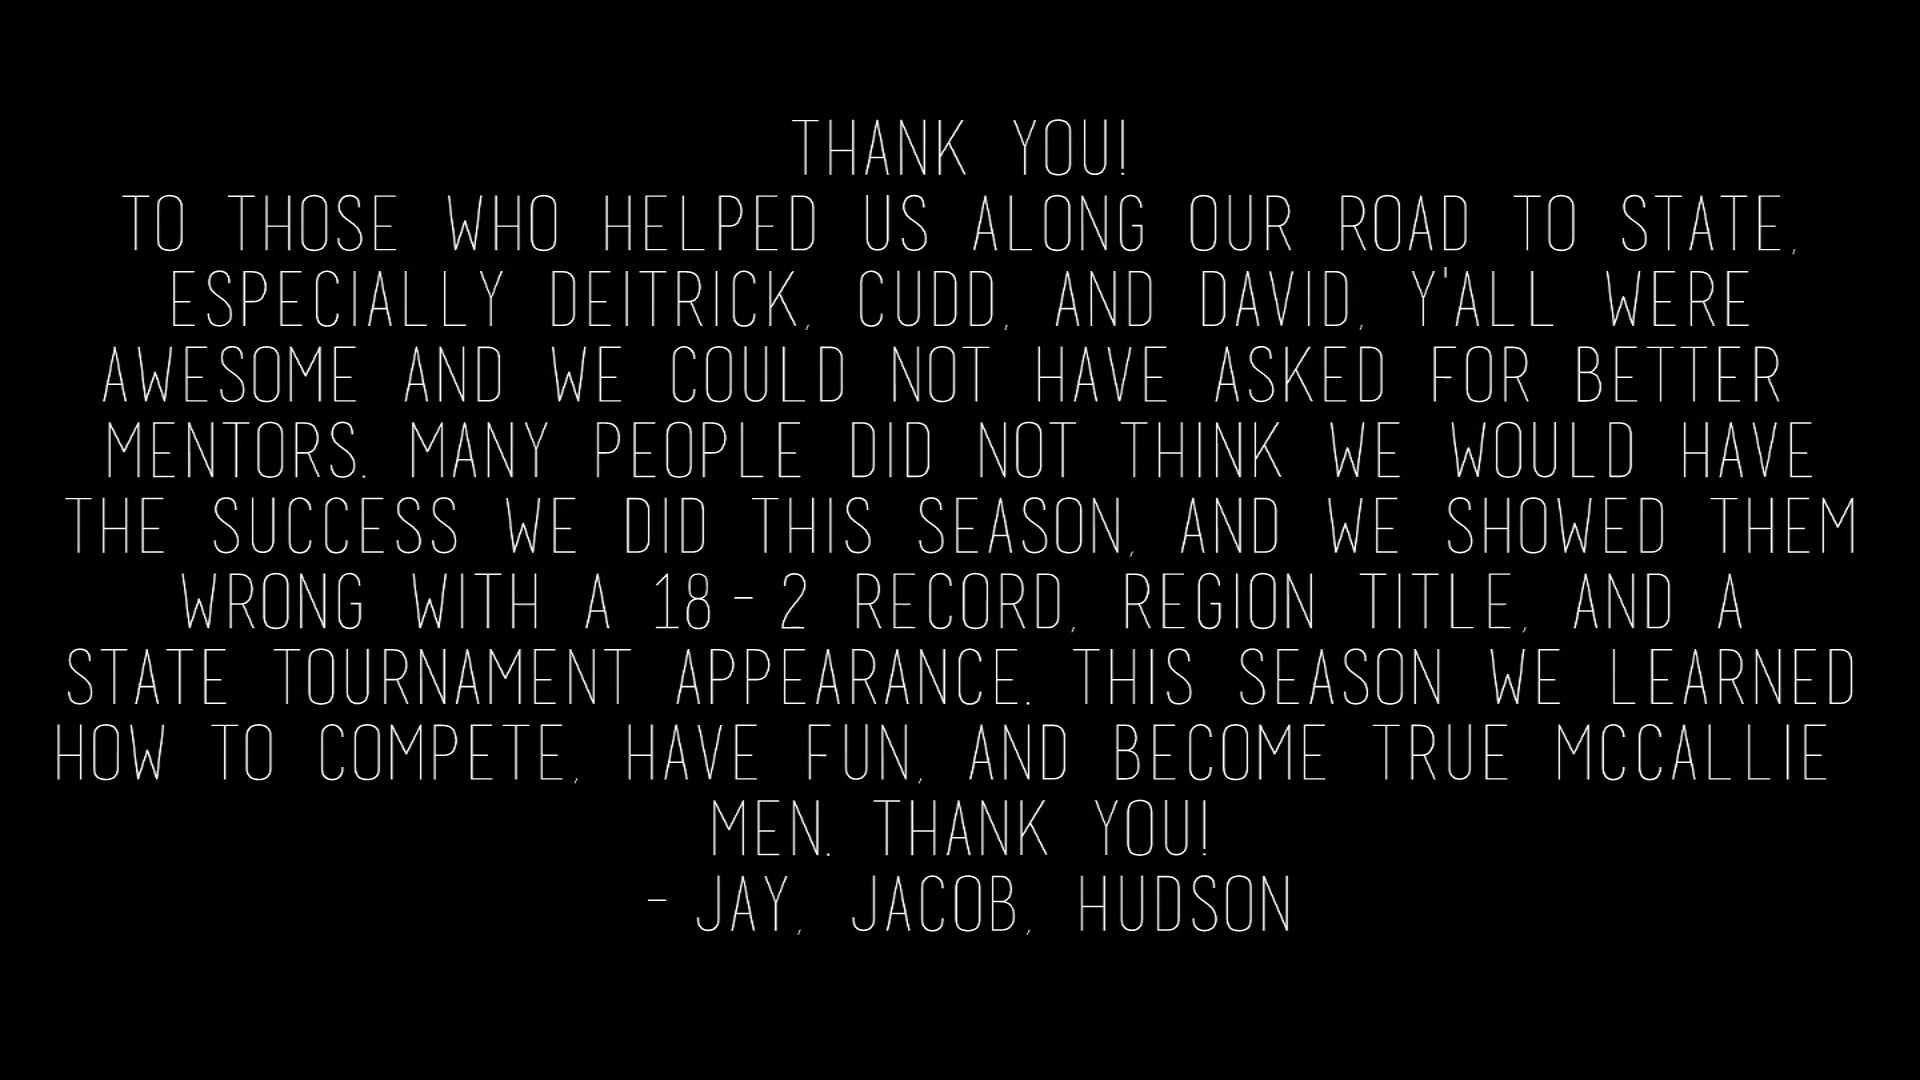 THANK YOU!
TO THOSE WHO HELPED US ALONG OUR ROAD TO STATE,
ESPECIALLY DEITRICK, CUDD, AND DAVID, Y'ALL WERE
AWESOME AND WE COULD NOT HAVE ASKED FOR BETTER
MENTORS. MANY PEOPLE DID NOT THINK WE WOULD HAVE
THE SUCCESS WE DID THIS SEASON, AND WE SHOWED THEM
WRONG WITH A 18-2 RECORD, REGION TITLE, AND A
STATE TOURNAMENT APPEARANCE. THIS SEASON WE LEARNED
HOW TO COMPETE, HAVE FUN, AND BECOME TRUE MCCALLIE
MEN. THANK YOU!
- JAY, JACOB, HUDSON